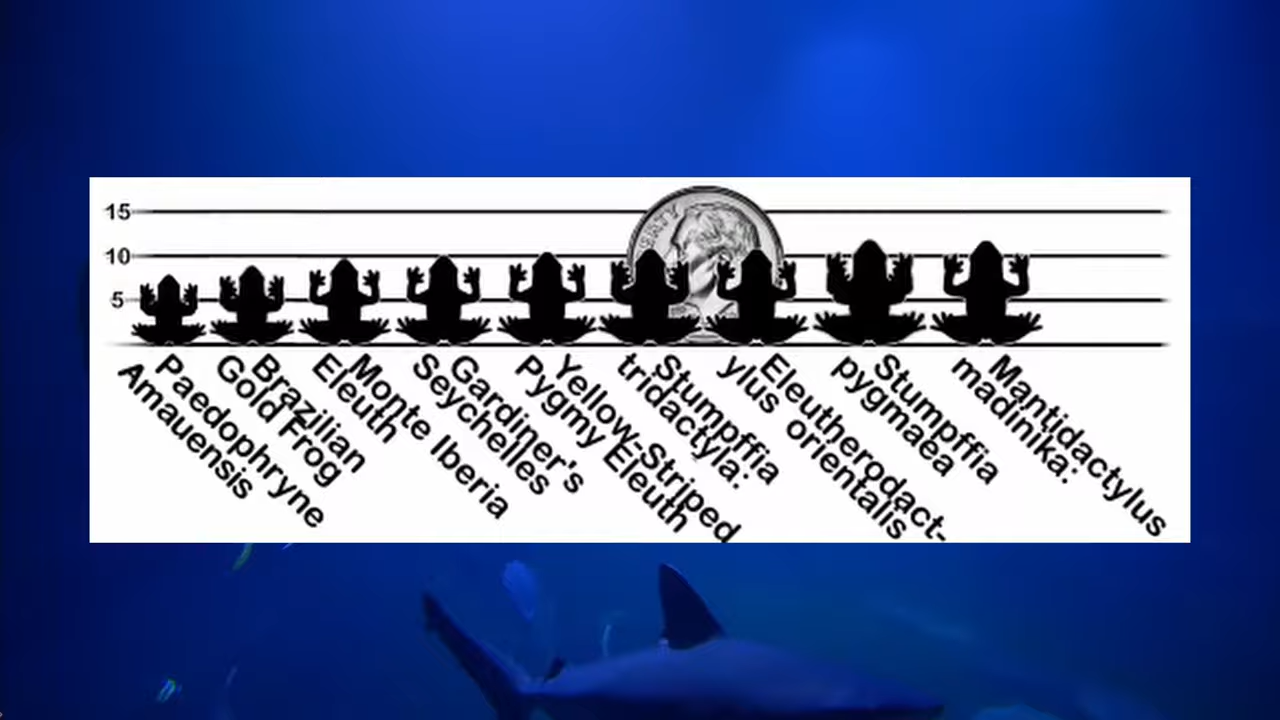 15
10
5
ERTY
Paedophryne
Amauensis
Brazilian
Gold Frog
Monte Iberia
Eleuth
Gardiner's
Seychelles
Yellow-Striped
Pygmy Eleuth
Stumpffia
tridactyla:
Eleutherodact-
ylus orientalis
Stumpffia
pygmaea
Mantidactylus
madinika: